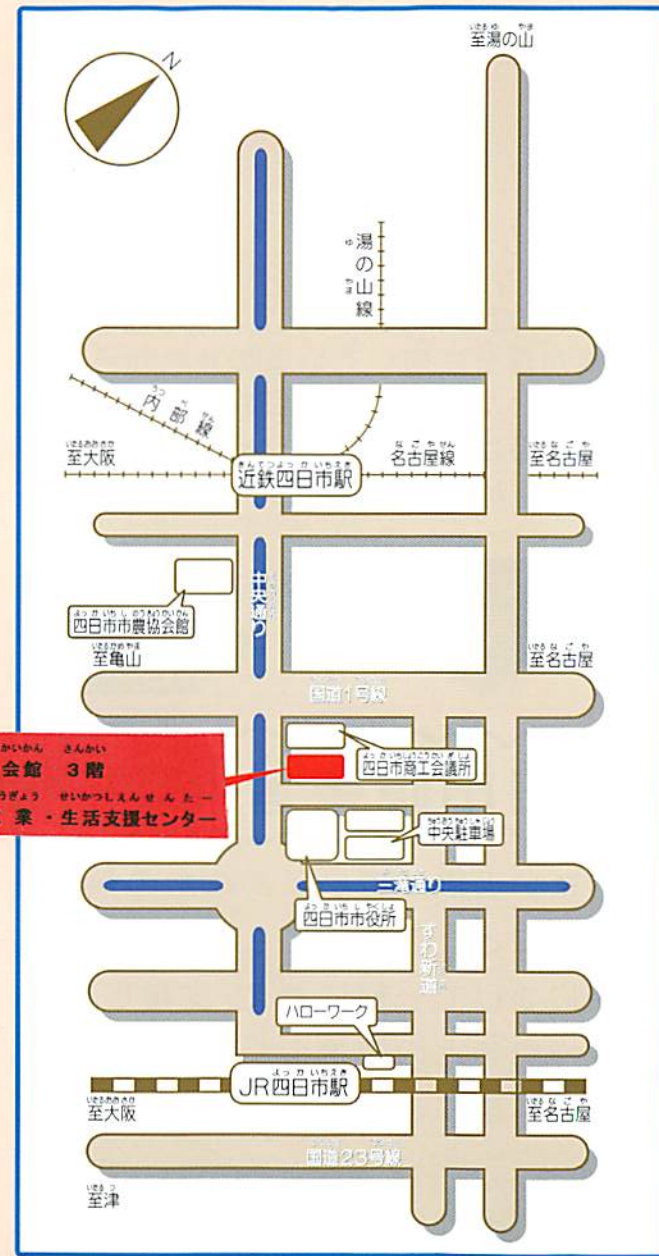 N
至湯の山
湯の山線
内部線
至大阪
近鉄四日市駅
名古屋線
至名古屋
中央通り
四日市市農協会館
至亀山
至名古屋
国道1号線
会館 3階
業・生活支援センター
四日市商工会議所
中央駐車場
三滝通り
四日市市役所
すわ新道
ハローワーク
JR四日市駅
至大阪
至名古屋
国道23号線
至津